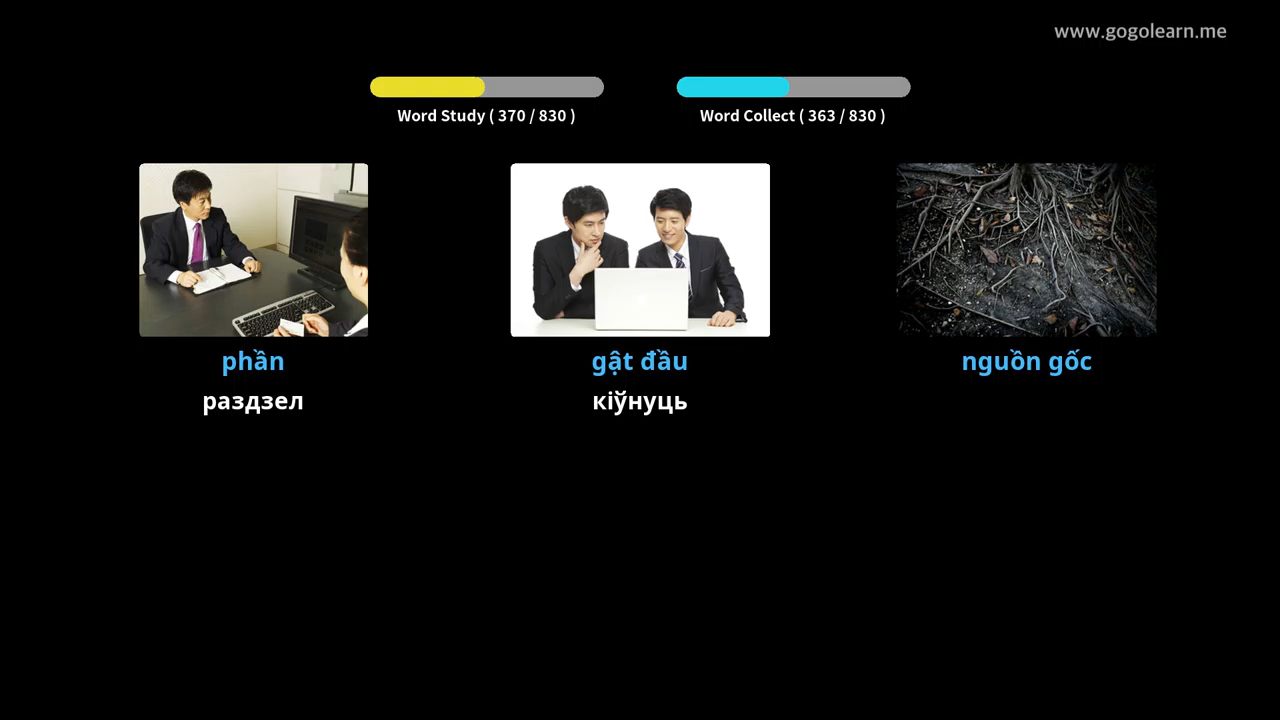 www.gogolearn.me
Word Study ( 370 / 830 )
Word Collect ( 363 / 830 )
phần
gật đầu
nguồn gốc
раздзел
кіўнуць